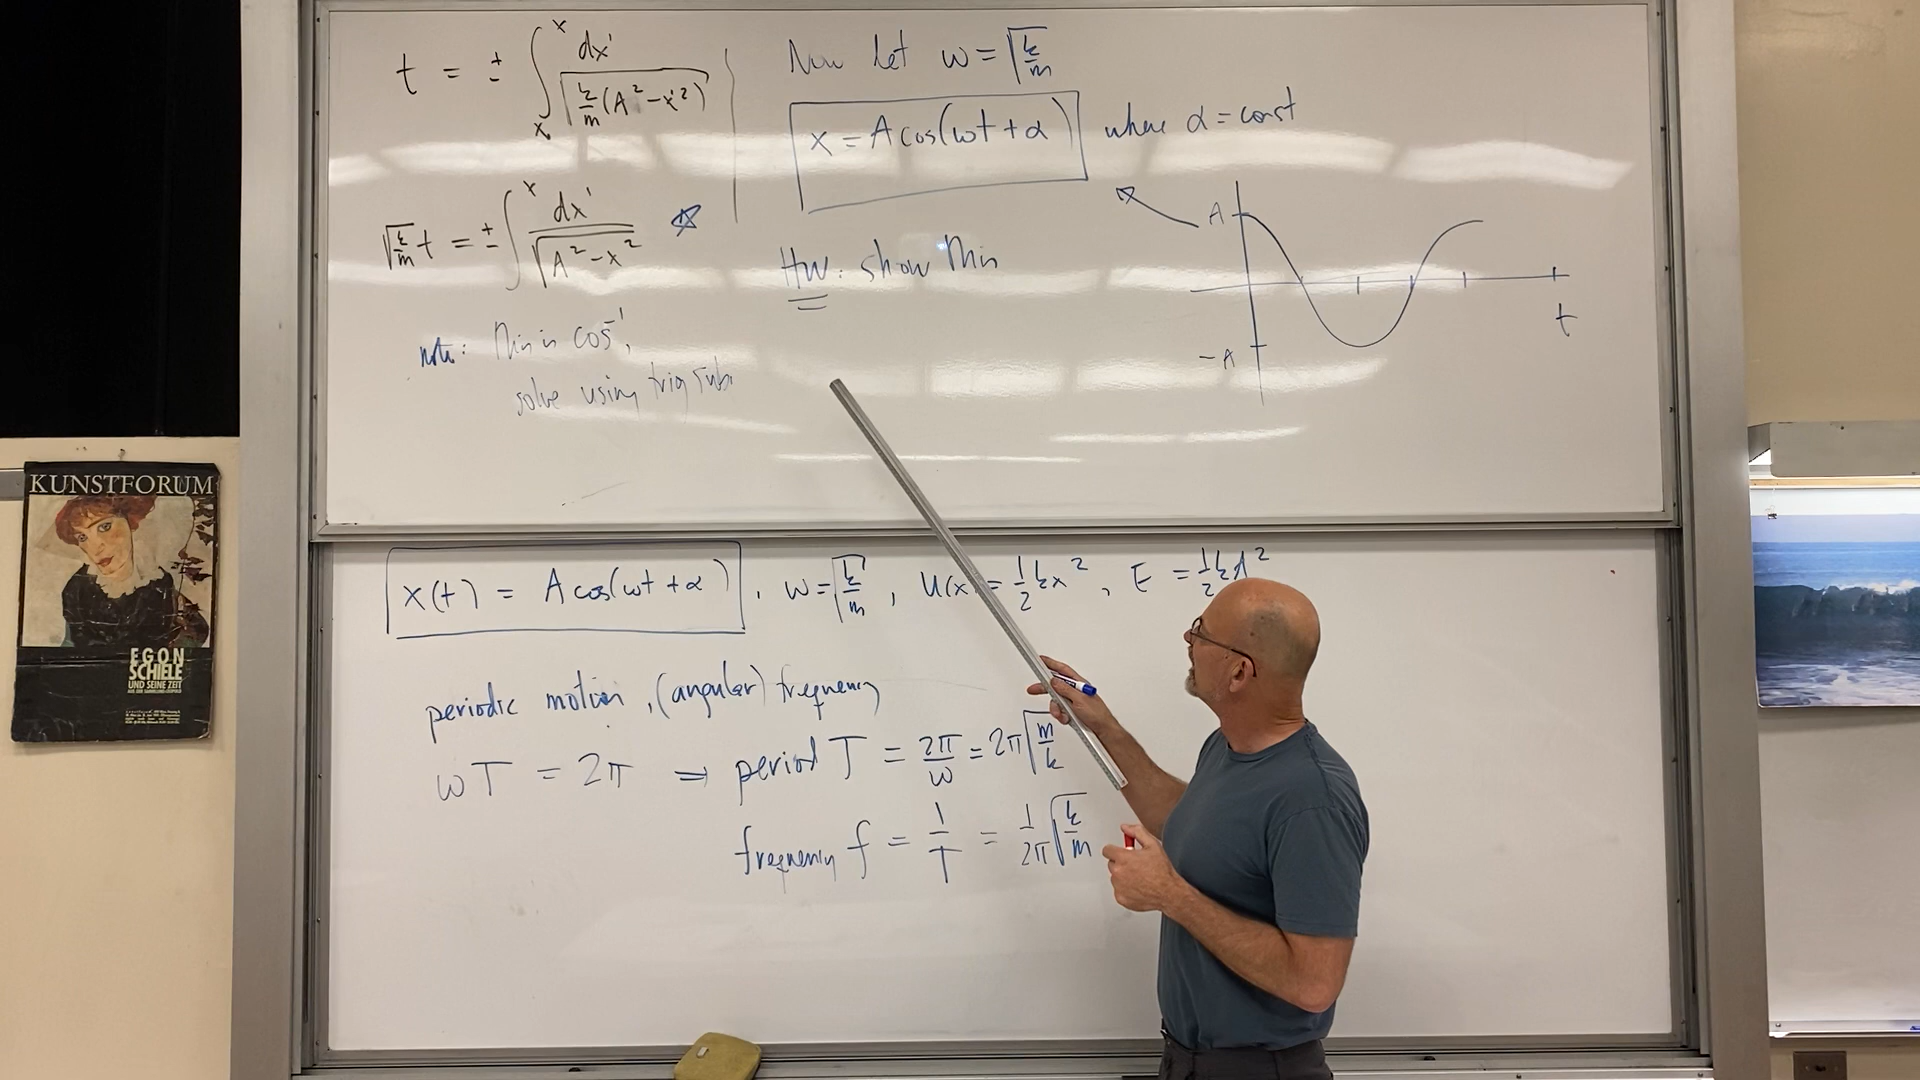 t = ± ∫_{x₀}^{x} dx' / √(k/m (A² - x'²))
√(k/m) t = ± ∫^{x} dx' / √(A² - x²) ☆
note: this is cos⁻¹,
solve using trig sub.
Now let ω = √(k/m)
x = A cos(ωt + α) where α = const
HW: show this
A
-A
t
x(t) = A cos(ωt + α), ω = √(k/m), U(x) = ½kx², E = ½kA²
periodic motion, (angular) frequency
ωT = 2π ⇒ period T = 2π/ω = 2π√(m/k)
frequency f = 1/T = 1/2π √(k/m)
KUNSTFORUM
EGON
SCHIELE
UND SEINE ZEIT